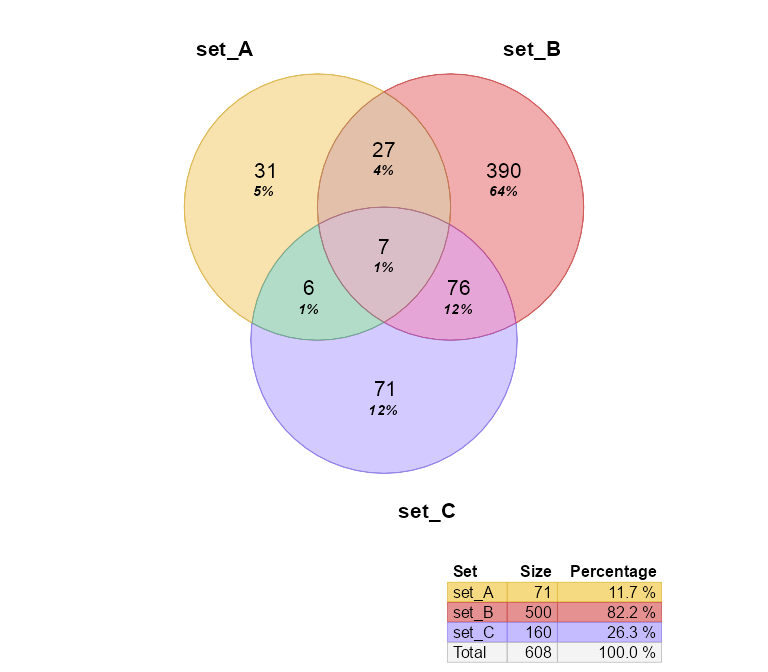 set_A set_B
27
4%
31 390
5% 64%
7
1%
6 76
1% 12%
71
12%
set_C
Set Size Percentage
set_A 71 11.7 %
set_B 500 82.2 %
set_C 160 26.3 %
Total 608 100.0 %